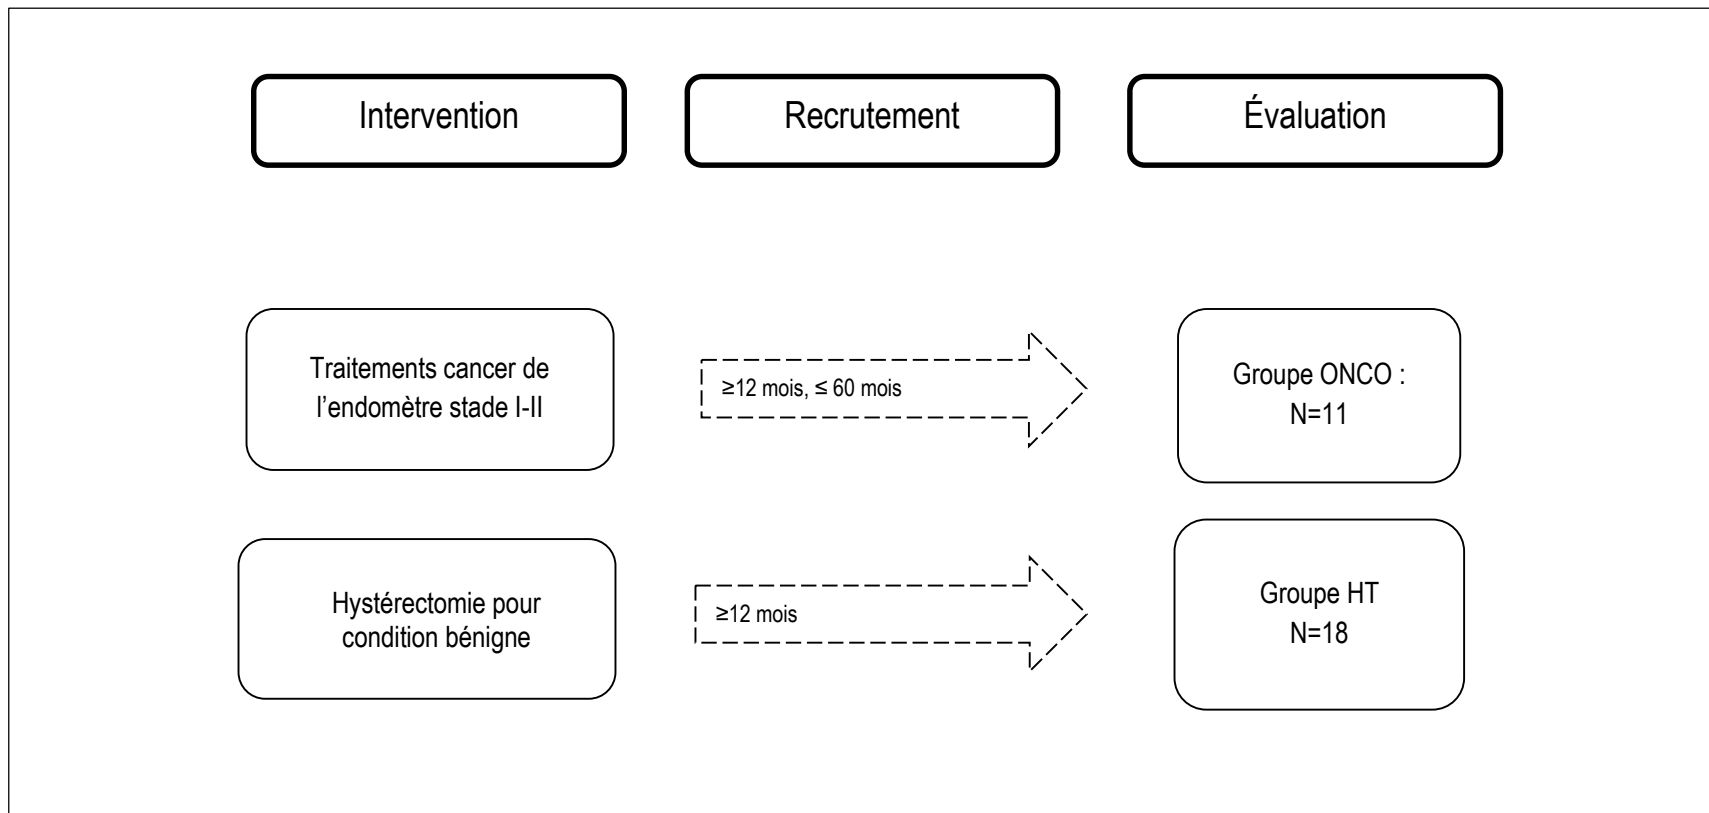 Intervention
Recrutement
Évaluation
Traitements cancer de
l’endomètre stade I-II
≥12 mois, ≤ 60 mois
Groupe ONCO :
N=11
Hystérectomie pour
condition bénigne
≥12 mois
Groupe HT
N=18